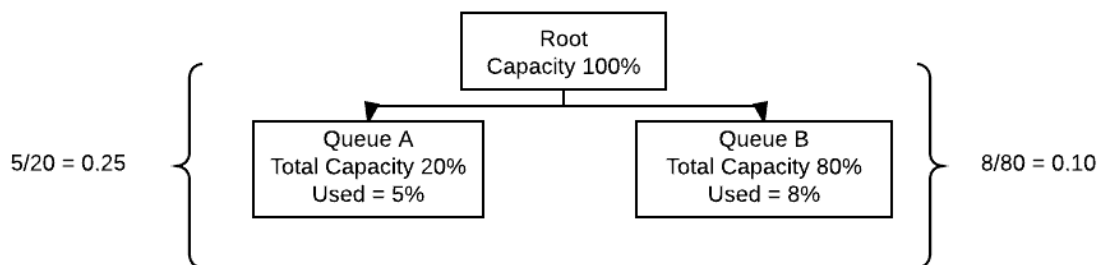 Root
Capacity 100%
Queue A
Total Capacity 20%
Used = 5%
Queue B
Total Capacity 80%
Used = 8%
5/20 = 0.25
8/80 = 0.10